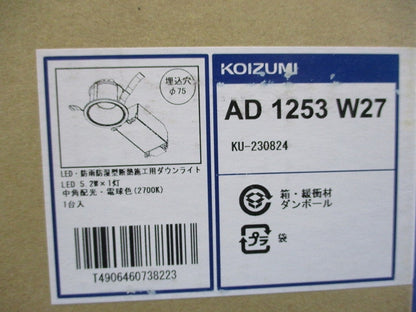 埋込穴
φ75
LED・防雨防湿型断熱施工用ダウンライト
LED 5.2W×1灯
中角配光・電球色(2700K)
1台入
T4906460738223
KOIZUMI
AD 1253 W27
KU-230824
箱・緩衝材
ダンボール
プラ
袋